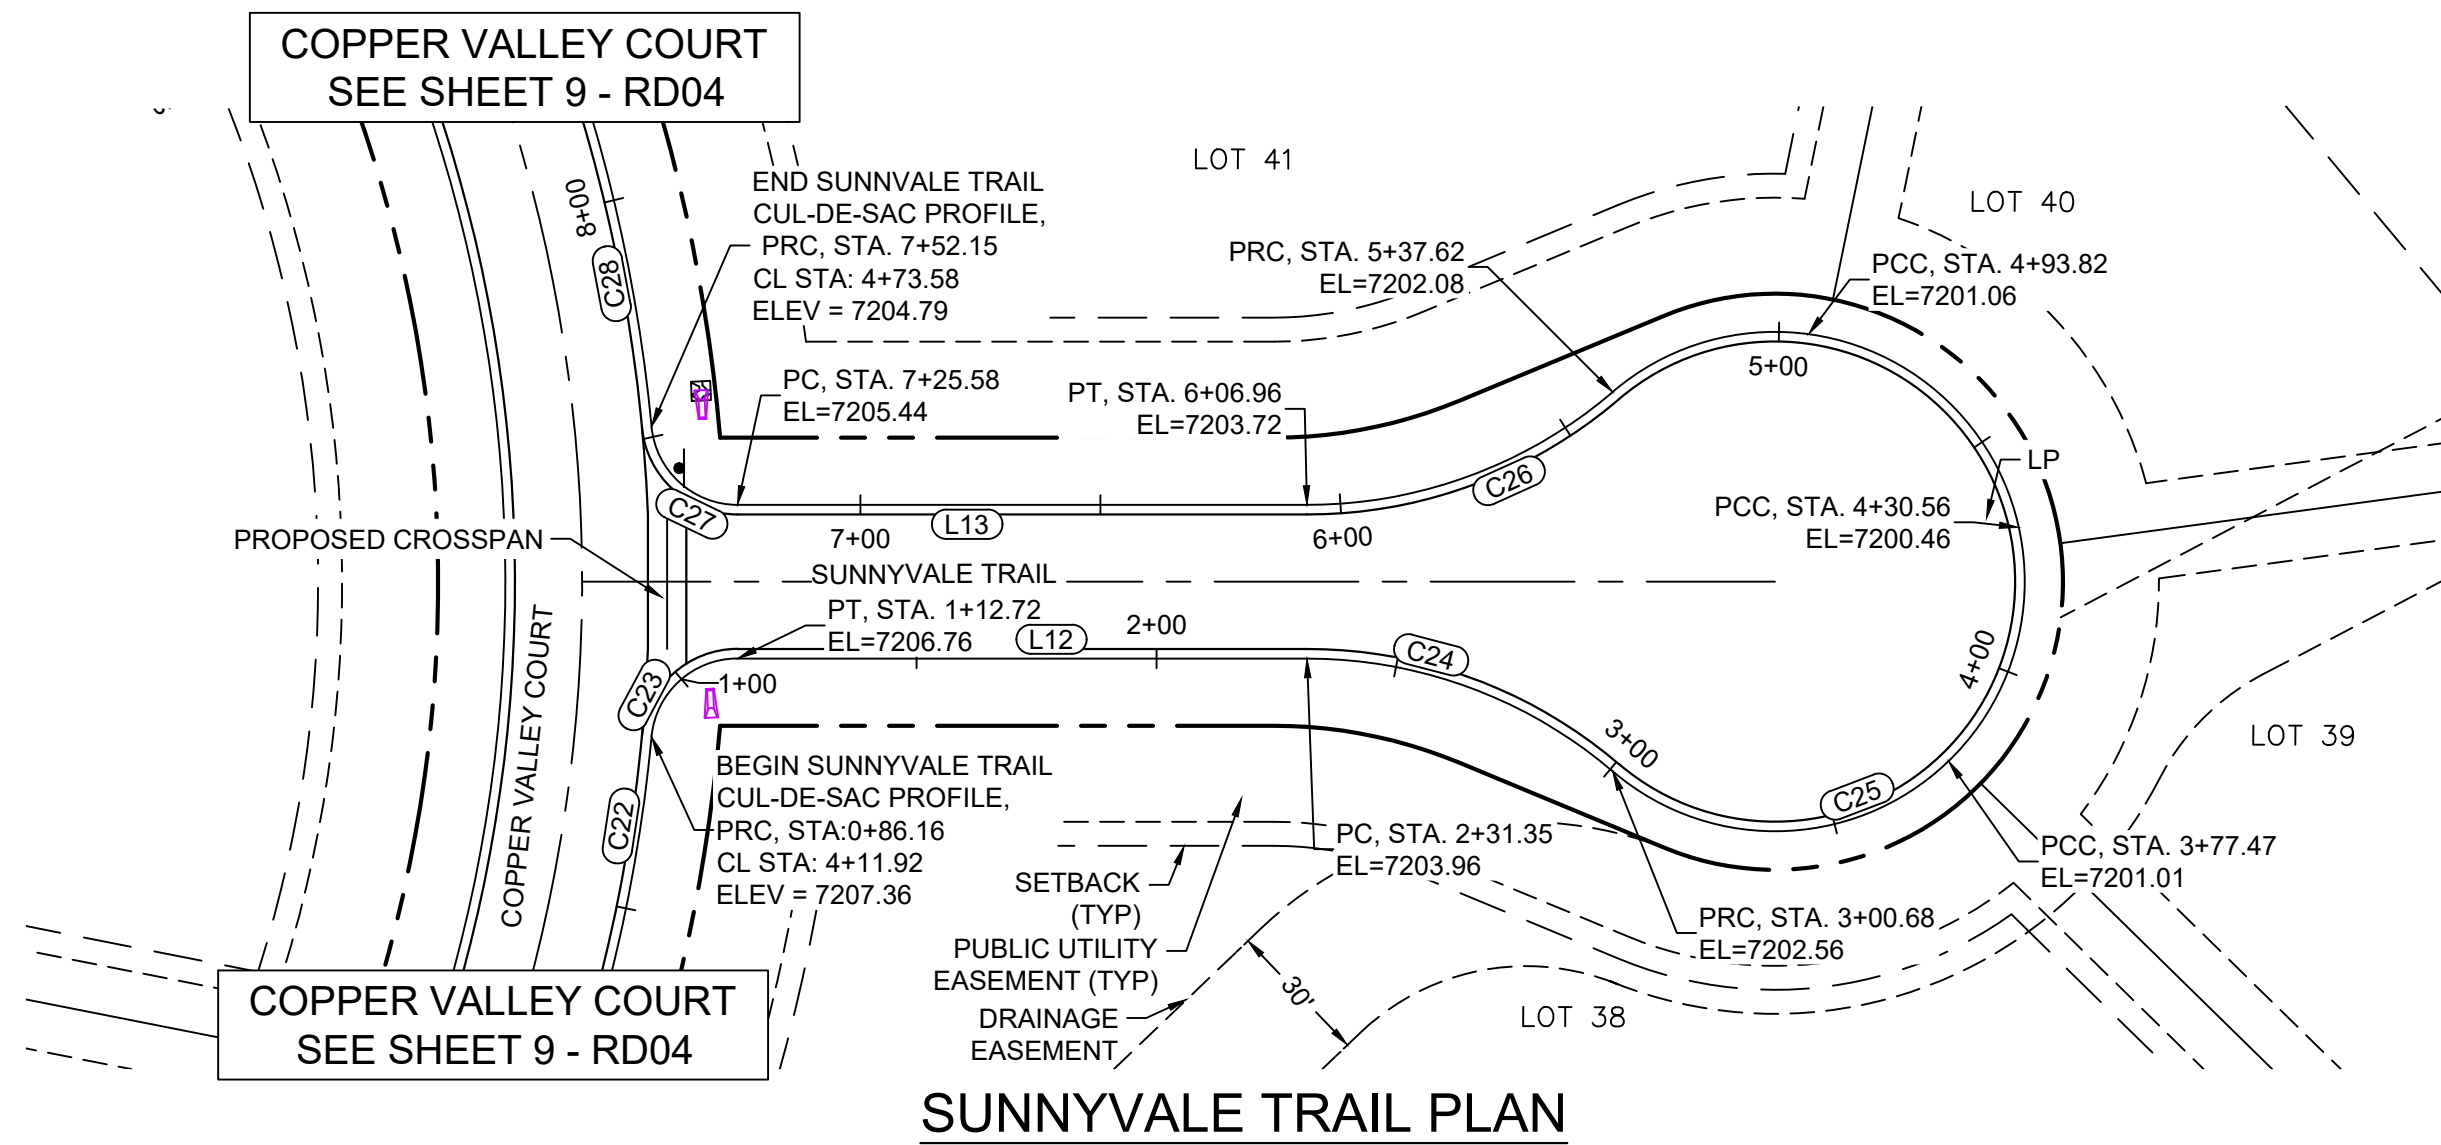 COPPER VALLEY COURT
SEE SHEET 9 - RD04
LOT 41
LOT 40
END SUNNVALE TRAIL
CUL-DE-SAC PROFILE,
PRC, STA. 7+52.15
CL STA: 4+73.58
ELEV = 7204.79
8+00
C28
PRC, STA. 5+37.62
EL=7202.08
PCC, STA. 4+93.82
EL=7201.06
5+00
PC, STA. 7+25.58
EL=7205.44
PT, STA. 6+06.96
EL=7203.72
LP
C26
C27
L13
7+00
6+00
PCC, STA. 4+30.56
EL=7200.46
PROPOSED CROSSPAN
SUNNYVALE TRAIL
PT, STA. 1+12.72
EL=7206.76
L12
2+00
C24
C23
1+00
4+00
3+00
LOT 39
COPPER VALLEY COURT
C22
BEGIN SUNNYVALE TRAIL
CUL-DE-SAC PROFILE,
PRC, STA:0+86.16
CL STA: 4+11.92
ELEV = 7207.36
C25
PC, STA. 2+31.35
EL=7203.96
PCC, STA. 3+77.47
EL=7201.01
SETBACK
(TYP)
PUBLIC UTILITY
EASEMENT (TYP)
DRAINAGE
EASEMENT
30'
PRC, STA. 3+00.68
EL=7202.56
LOT 38
COPPER VALLEY COURT
SEE SHEET 9 - RD04
SUNNYVALE TRAIL PLAN